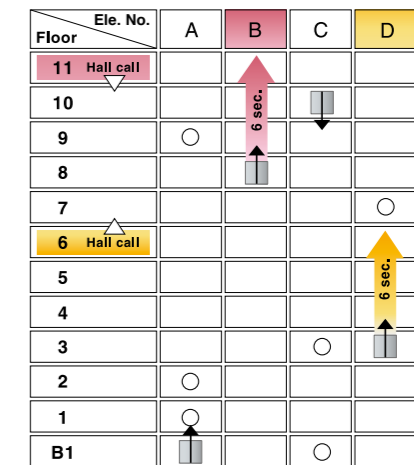 Ele. No.
Floor
A B C D
11 Hall call
10
6 sec.
9
8
7
6 Hall call
5
6 sec.
4
3
2
1
B1